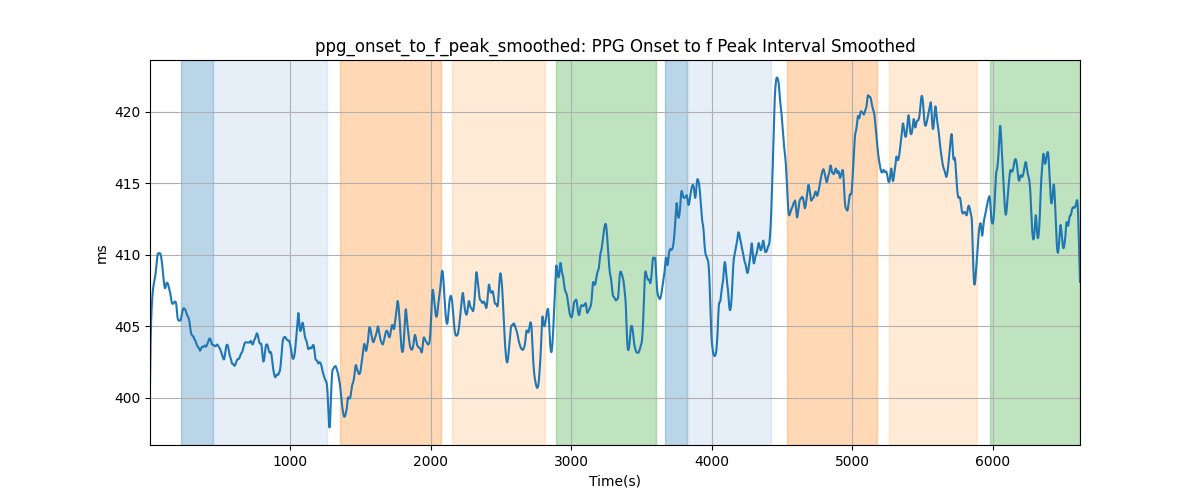 ppg_onset_to_f_peak_smoothed: PPG Onset to f Peak Interval Smoothed
420
415
410
405
400
ms
1000 2000 3000 4000 5000 6000
Time(s)